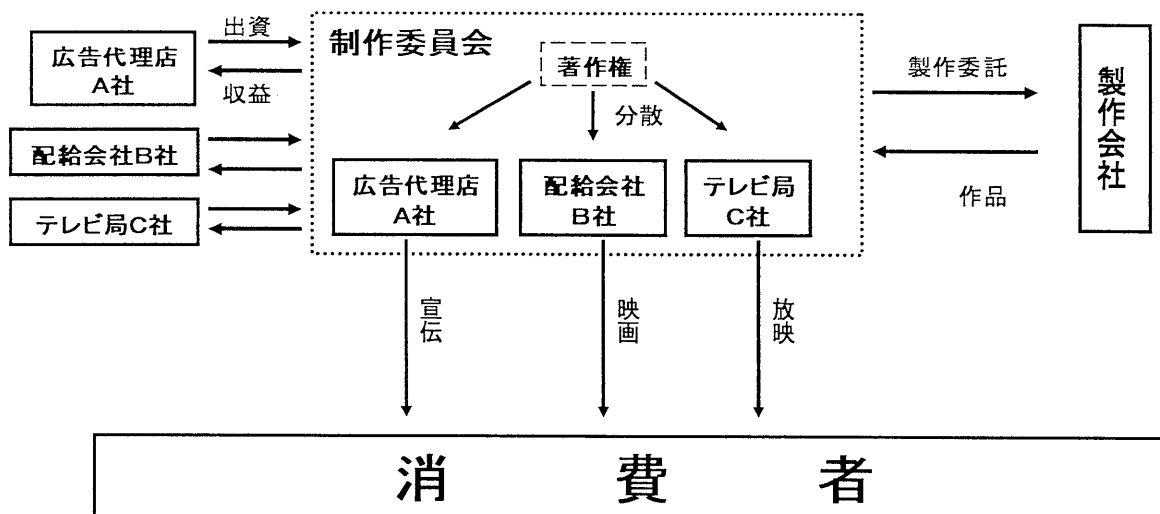 出資
広告代理店
A社
収益
配給会社B社
テレビ局C社
制作委員会
著作権
分散
広告代理店
A社
配給会社
B社
テレビ局
C社
製作委託
作品
製作会社
宣伝
映画
放映
消費者